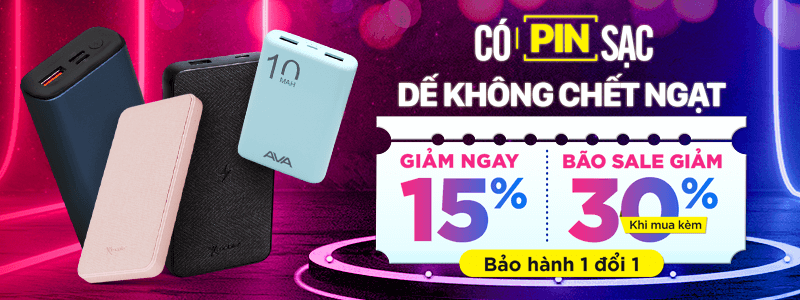 CÓ PIN SẠC
DẾ KHÔNG CHẾT NGẠT
GIẢM NGAY
15%
BÃO SALE GIẢM
30%
Khi mua kèm
Bảo hành 1 đổi 1
10
MAH
AVA